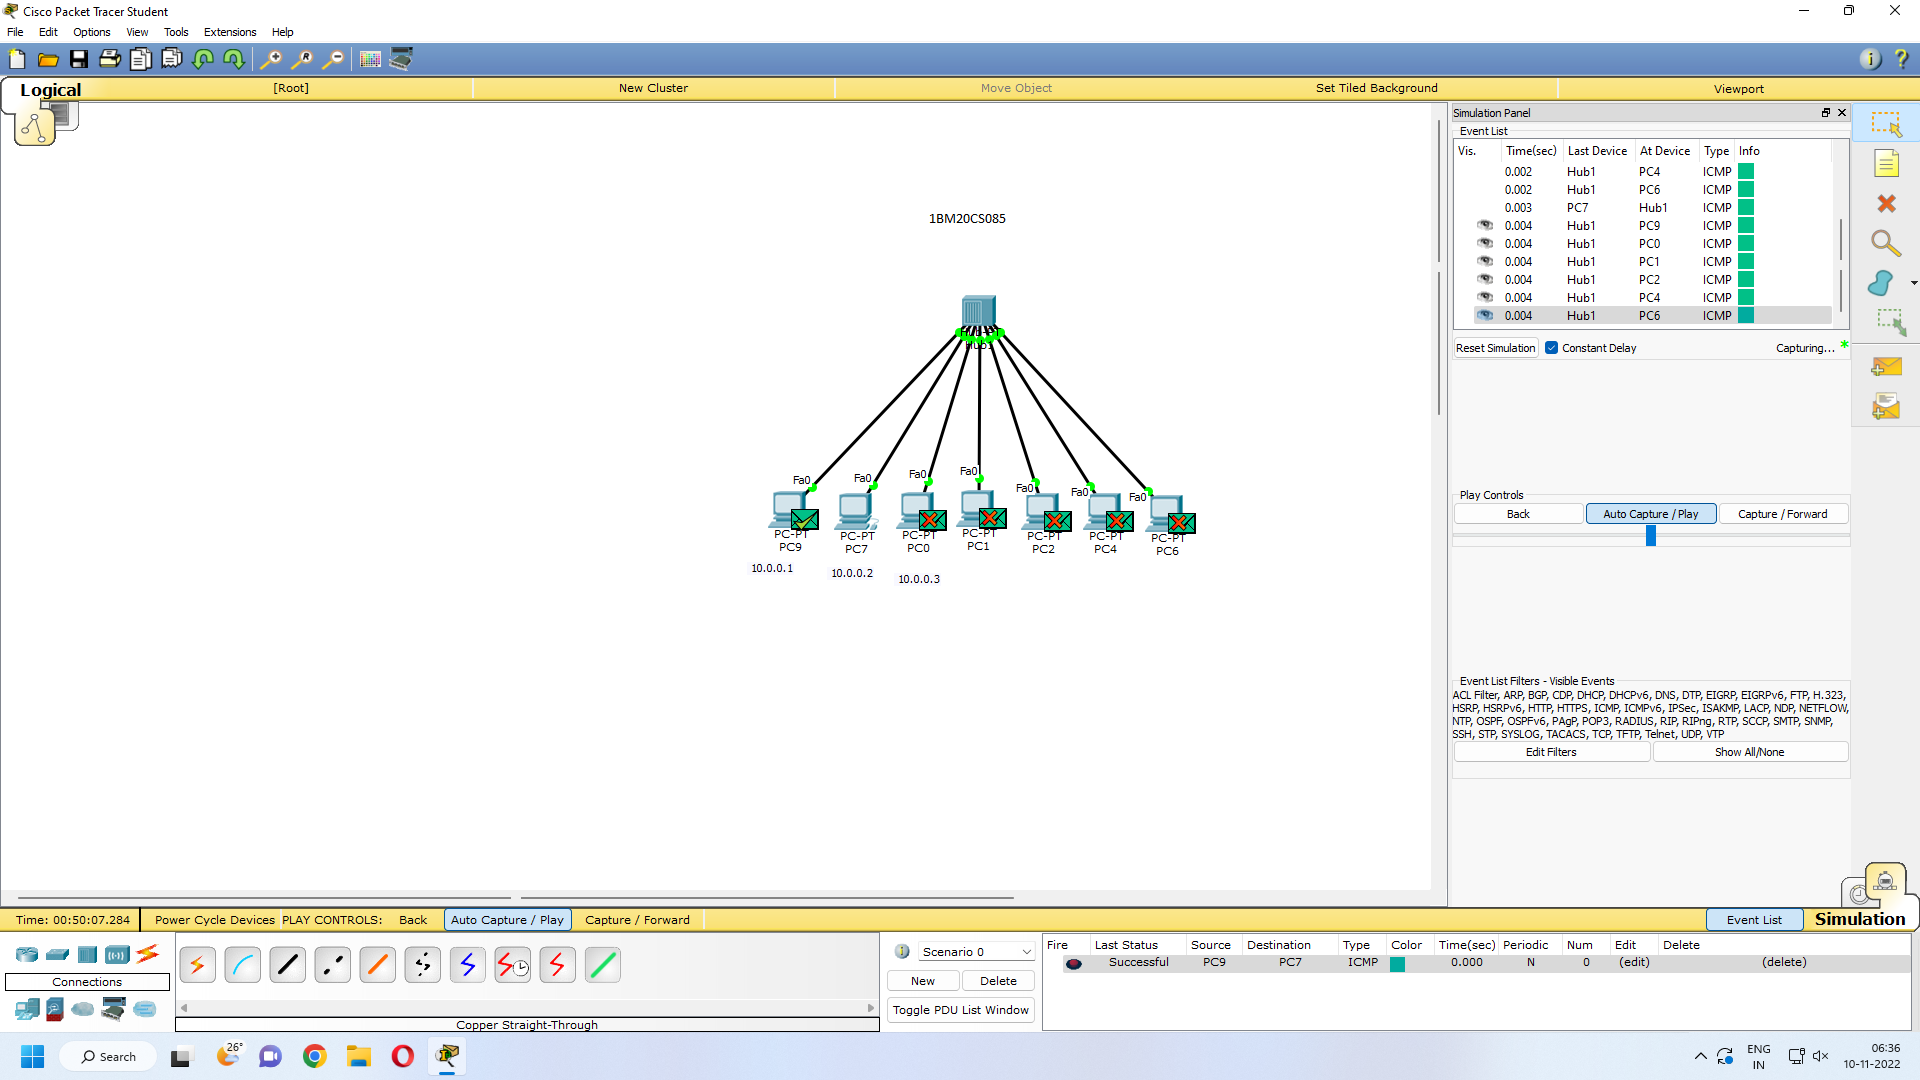 Cisco Packet Tracer Student
File Edit Options View Tools Extensions Help
Logical [Root] New Cluster Move Object Set Tiled Background Viewport
Simulation Panel
Event List
Vis. Time(sec) Last Device At Device Type Info
0.002 Hub1 PC4 ICMP
0.002 Hub1 PC6 ICMP
0.003 PC7 Hub1 ICMP
0.004 Hub1 PC9 ICMP
0.004 Hub1 PC0 ICMP
0.004 Hub1 PC1 ICMP
0.004 Hub1 PC2 ICMP
0.004 Hub1 PC4 ICMP
0.004 Hub1 PC6 ICMP
Reset Simulation Constant Delay Capturing... *
1BM20CS085
Hub1
Fa0 Fa0 Fa0 Fa0 Fa0 Fa0 Fa0
PC-PT PC-PT PC-PT PC-PT PC-PT PC-PT PC-PT
PC9 PC7 PC0 PC1 PC2 PC4 PC6
10.0.0.1 10.0.0.2 10.0.0.3
Play Controls
Back Auto Capture / Play Capture / Forward
Event List Filters - Visible Events
ACL Filter, ARP, BGP, CDP, DHCP, DHCPv6, DNS, DTP, EIGRP, EIGRPv6, FTP, H.323,
HSRP, HSRPv6, HTTP, HTTPS, ICMP, ICMPv6, IPSec, ISAKMP, LACP, NDP, NETFLOW,
NTP, OSPF, OSPFv6, PAgP, POP3, RADIUS, RIP, RIPng, RTP, SCCP, SMTP, SNMP,
SSH, STP, SYSLOG, TACACS, TCP, TFTP, Telnet, UDP, VTP
Edit Filters Show All/None
Time: 00:50:07.284 Power Cycle Devices PLAY CONTROLS: Back Auto Capture / Play Capture / Forward Event List Simulation
Connections
Copper Straight-Through
Scenario 0
New Delete
Toggle PDU List Window
Fire Last Status Source Destination Type Color Time(sec) Periodic Num Edit Delete
Successful PC9 PC7 ICMP 0.000 N 0 (edit) (delete)
26°
Search
ENG
IN
06:36
10-11-2022